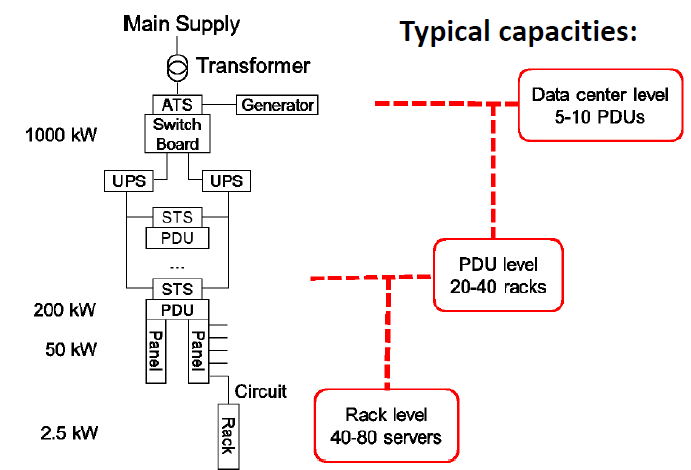 Main Supply
Typical capacities:
Transformer
ATS
Generator
Data center level
5-10 PDUs
1000 kW
Switch
Board
UPS
UPS
STS
PDU
...
PDU level
20-40 racks
STS
200 kW
PDU
50 kW
Panel
Panel
Circuit
Rack level
40-80 servers
2.5 kW
Rack